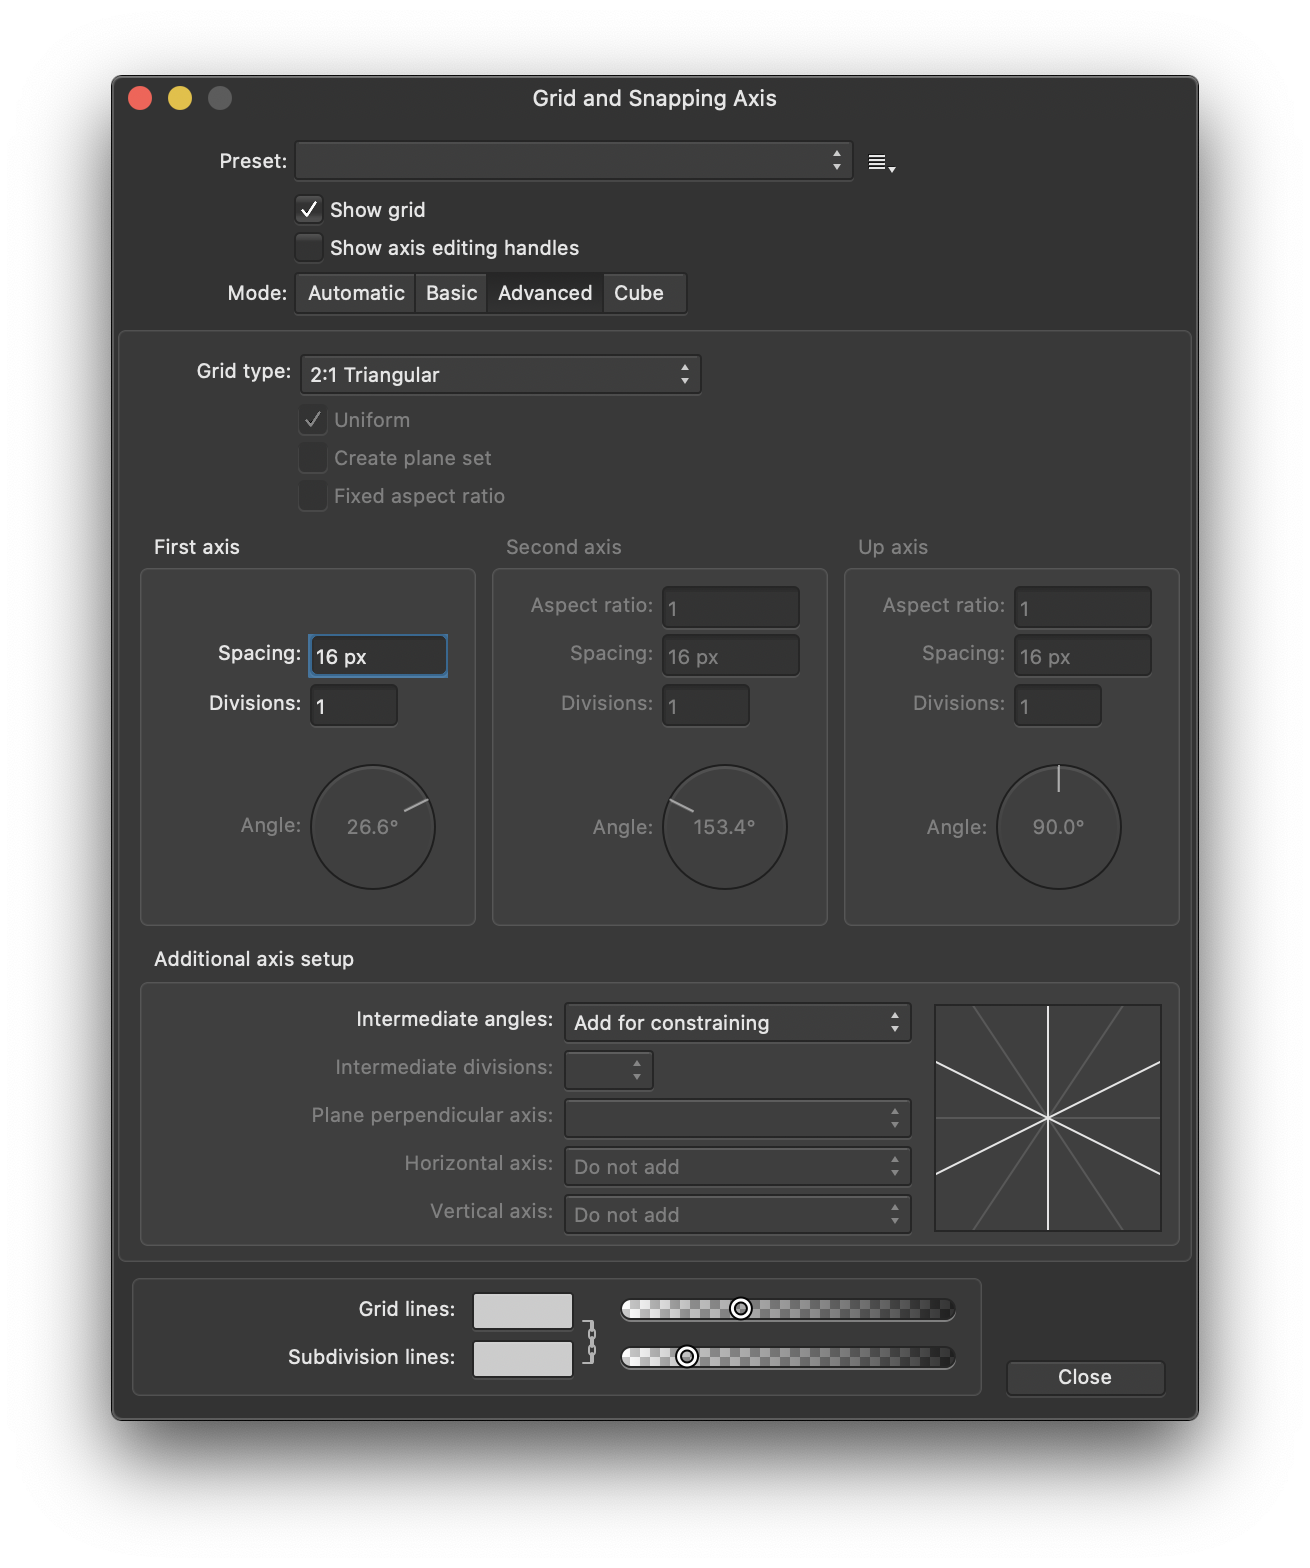 Grid and Snapping Axis
Preset:
Show grid
Show axis editing handles
Mode: Automatic Basic Advanced Cube
Grid type: 2:1 Triangular
Uniform
Create plane set
Fixed aspect ratio
First axis Second axis Up axis
Aspect ratio: 1 Aspect ratio: 1
Spacing: 16 px Spacing: 16 px Spacing: 16 px
Divisions: 1 Divisions: 1 Divisions: 1
Angle: 26.6° Angle: 153.4° Angle: 90.0°
Additional axis setup
Intermediate angles: Add for constraining
Intermediate divisions:
Plane perpendicular axis:
Horizontal axis: Do not add
Vertical axis: Do not add
Grid lines:
Subdivision lines:
Close